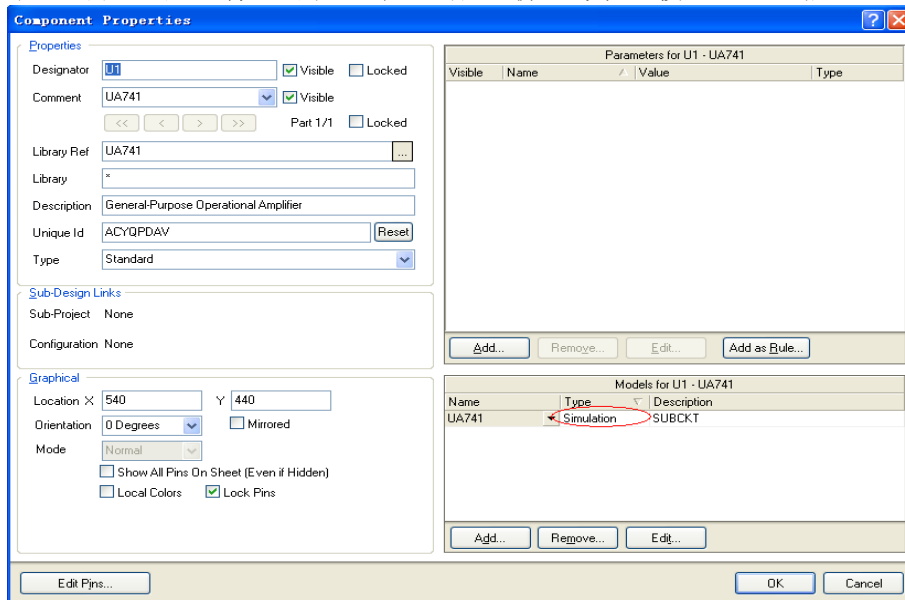 Component Properties
Properties
Designator U1 Visible Locked
Comment UA741 Visible
<< < > >> Part 1/1 Locked
Library Ref UA741 ...
Library *
Description General-Purpose Operational Amplifier
Unique Id ACYQPDAV Reset
Type Standard
Sub-Design Links
Sub-Project None
Configuration None
Graphical
Location X 540 Y 440
Orientation 0 Degrees Mirrored
Mode Normal
Show All Pins On Sheet (Even if Hidden)
Local Colors Lock Pins
Parameters for U1 - UA741
Visible Name Value Type
Add... Remove... Edit... Add as Rule...
Models for U1 - UA741
Name Type Description
UA741 Simulation SUBCKT
Add... Remove... Edit...
Edit Pins... OK Cancel